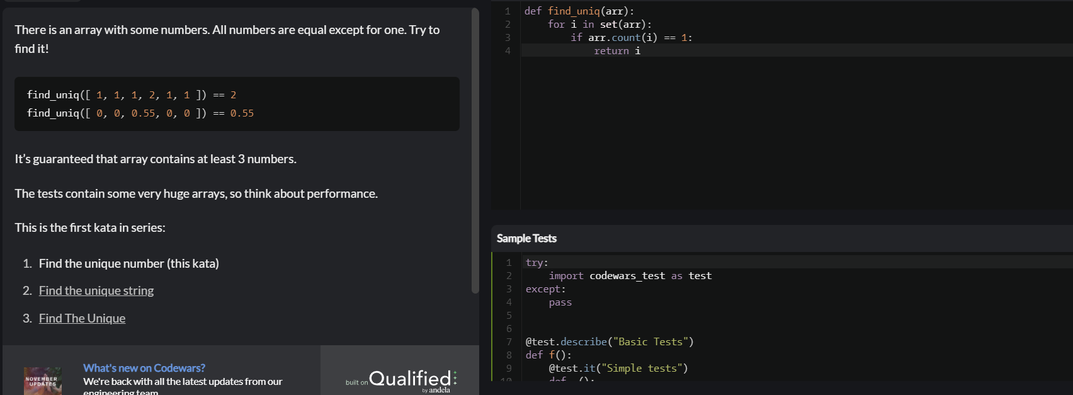 There is an array with some numbers. All numbers are equal except for one. Try to
find it!
find_uniq([ 1, 1, 1, 2, 1, 1 ]) == 2
find_uniq([ 0, 0, 0.55, 0, 0 ]) == 0.55
It's guaranteed that array contains at least 3 numbers.
The tests contain some very huge arrays, so think about performance.
This is the first kata in series:
1. Find the unique number (this kata)
2. Find the unique string
3. Find The Unique
NOVEMBER
UPDATES
What's new on Codewars?
We're back with all the latest updates from our
engineering team
built on Qualified
by andela
1 def find_uniq(arr):
2 for i in set(arr):
3 if arr.count(i) == 1:
4 return i
Sample Tests
1 try:
2 import codewars_test as test
3 except:
4 pass
5
6
7 @test.describe("Basic Tests")
8 def f():
9 @test.it("Simple tests")
10 def